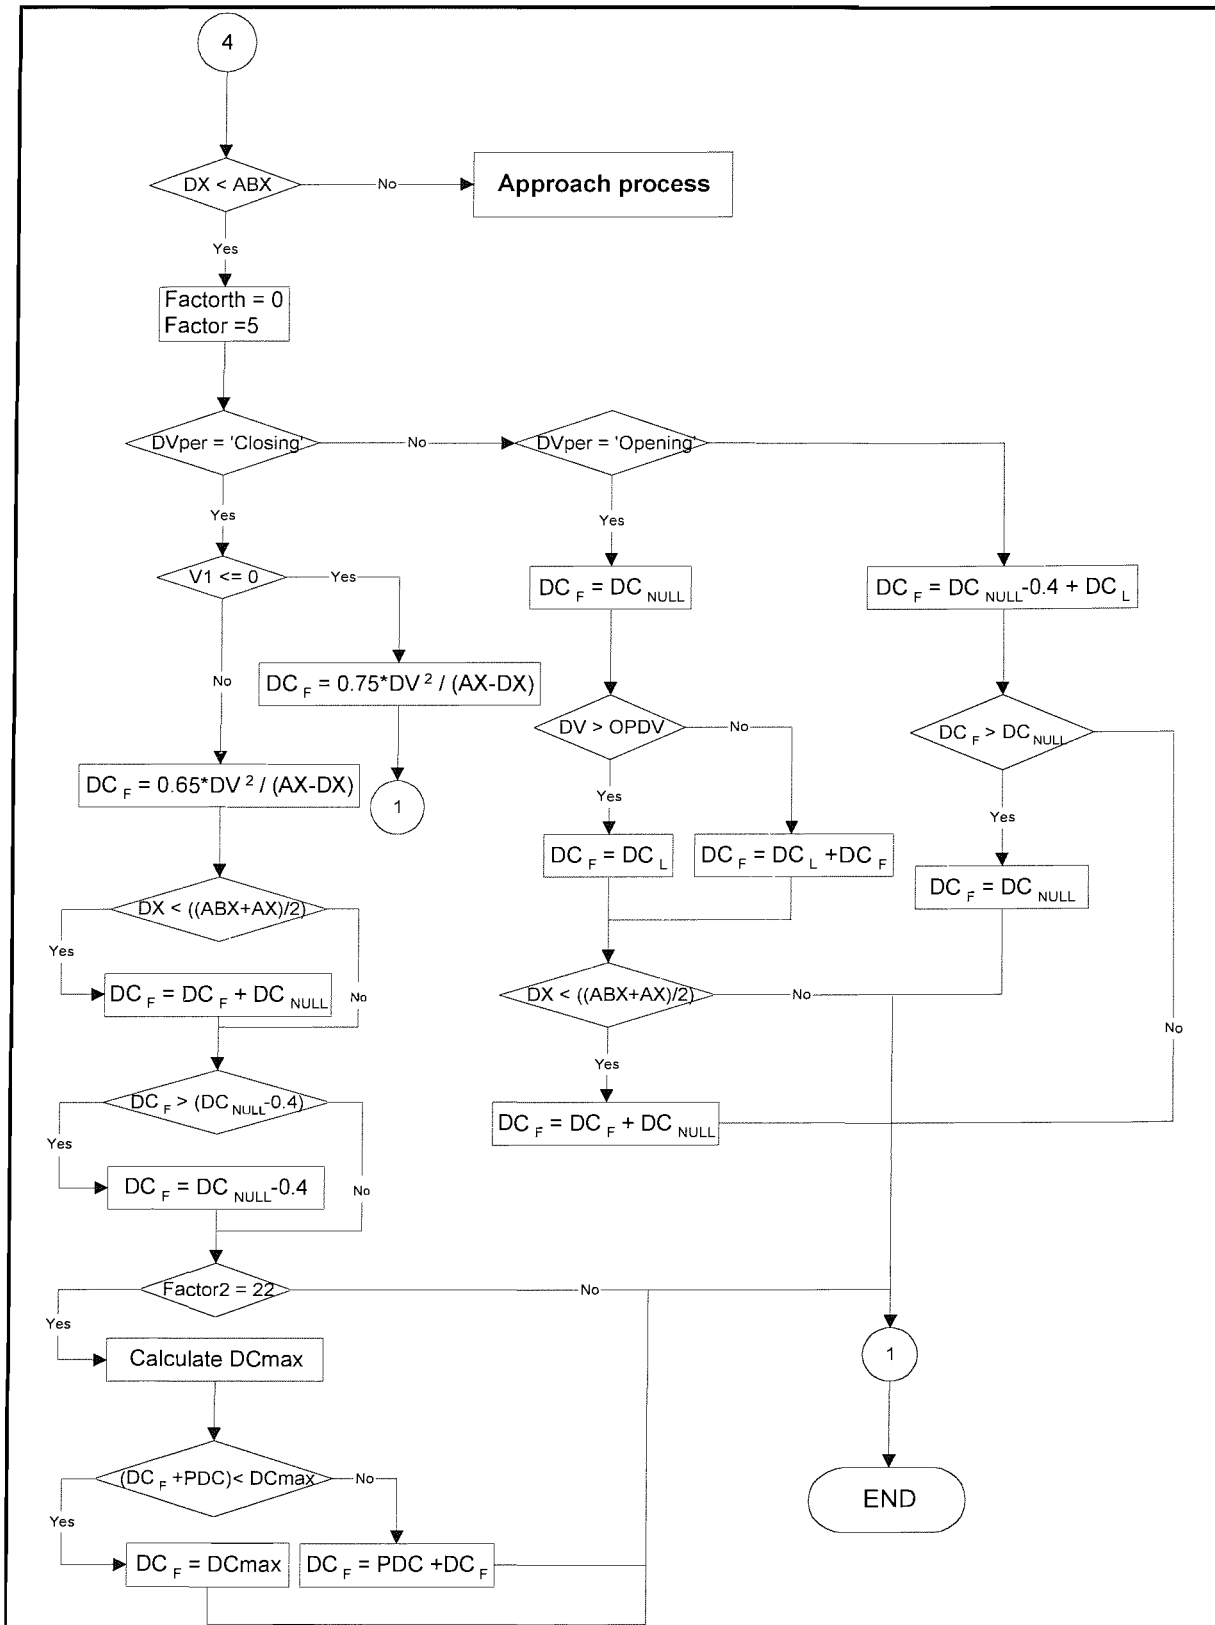 4
DX < ABX
No
Approach process
Yes
Factorth = 0
Factor =5
DVper = 'Closing'
No
DVper = 'Opening'
Yes
Yes
V1 <= 0
Yes
DC F = DC NULL
DC F = DC NULL-0.4 + DC L
No
DC F = 0.75*DV 2 / (AX-DX)
DV > OPDV
No
DC F > DC NULL
DC F = 0.65*DV 2 / (AX-DX)
1
Yes
Yes
DC F = DC L
DC F = DC L +DC F
DC F = DC NULL
DX < ((ABX+AX)/2)
Yes
No
DC F = DC F + DC NULL
DX < ((ABX+AX)/2)
No
No
Yes
DC F > (DC NULL-0.4)
DC F = DC F + DC NULL
Yes
No
DC F = DC NULL-0.4
Factor2 = 22
No
Yes
Calculate DCmax
1
(DC F +PDC)< DCmax
No
Yes
END
DC F = DCmax
DC F = PDC +DC F